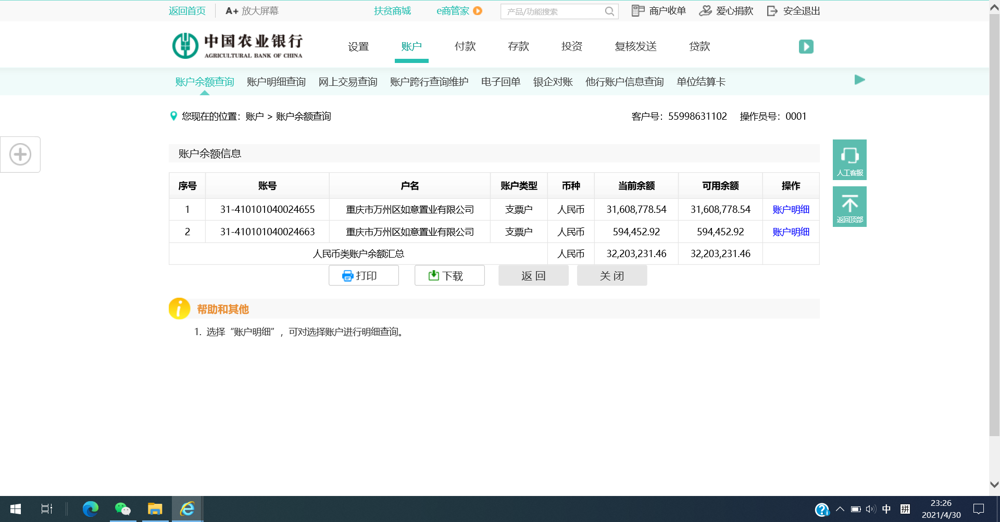 返回首页 A+ 放大屏幕 扶贫商城 e商管家 产品/功能搜索 商户收单 爱心捐款 安全退出
中国农业银行
AGRICULTURAL BANK OF CHINA
设置 账户 付款 存款 投资 复核发送 贷款
账户余额查询 账户明细查询 网上交易查询 账户跨行查询维护 电子回单 银企对账 他行账户信息查询 单位结算卡
您现在的位置：账户 > 账户余额查询 客户号：55998631102 操作员号：0001
账户余额信息
人工客服
返回顶部
序号 账号 户名 账户类型 币种 当前余额 可用余额 操作
1 31-410101040024655 重庆市万州区如意置业有限公司 支票户 人民币 31,608,778.54 31,608,778.54 账户明细
2 31-410101040024663 重庆市万州区如意置业有限公司 支票户 人民币 594,452.92 594,452.92 账户明细
人民币类账户余额汇总 人民币 32,203,231.46 32,203,231.46
打印 下载 返 回 关 闭
帮助和其他
1. 选择“账户明细”，可对选择账户进行明细查询。
中 拼
23:26
2021/4/30